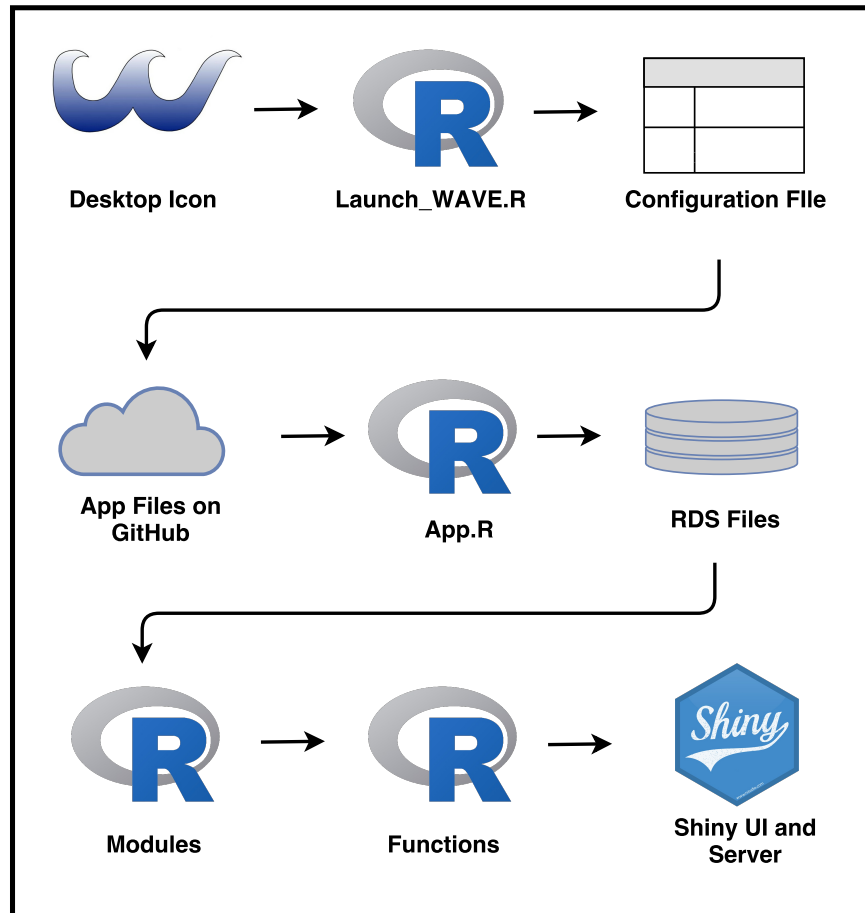 Desktop Icon
Launch_WAVE.R
Configuration FIle
App Files on
GitHub
App.R
RDS Files
Modules
Functions
Shiny
Shiny UI and
Server